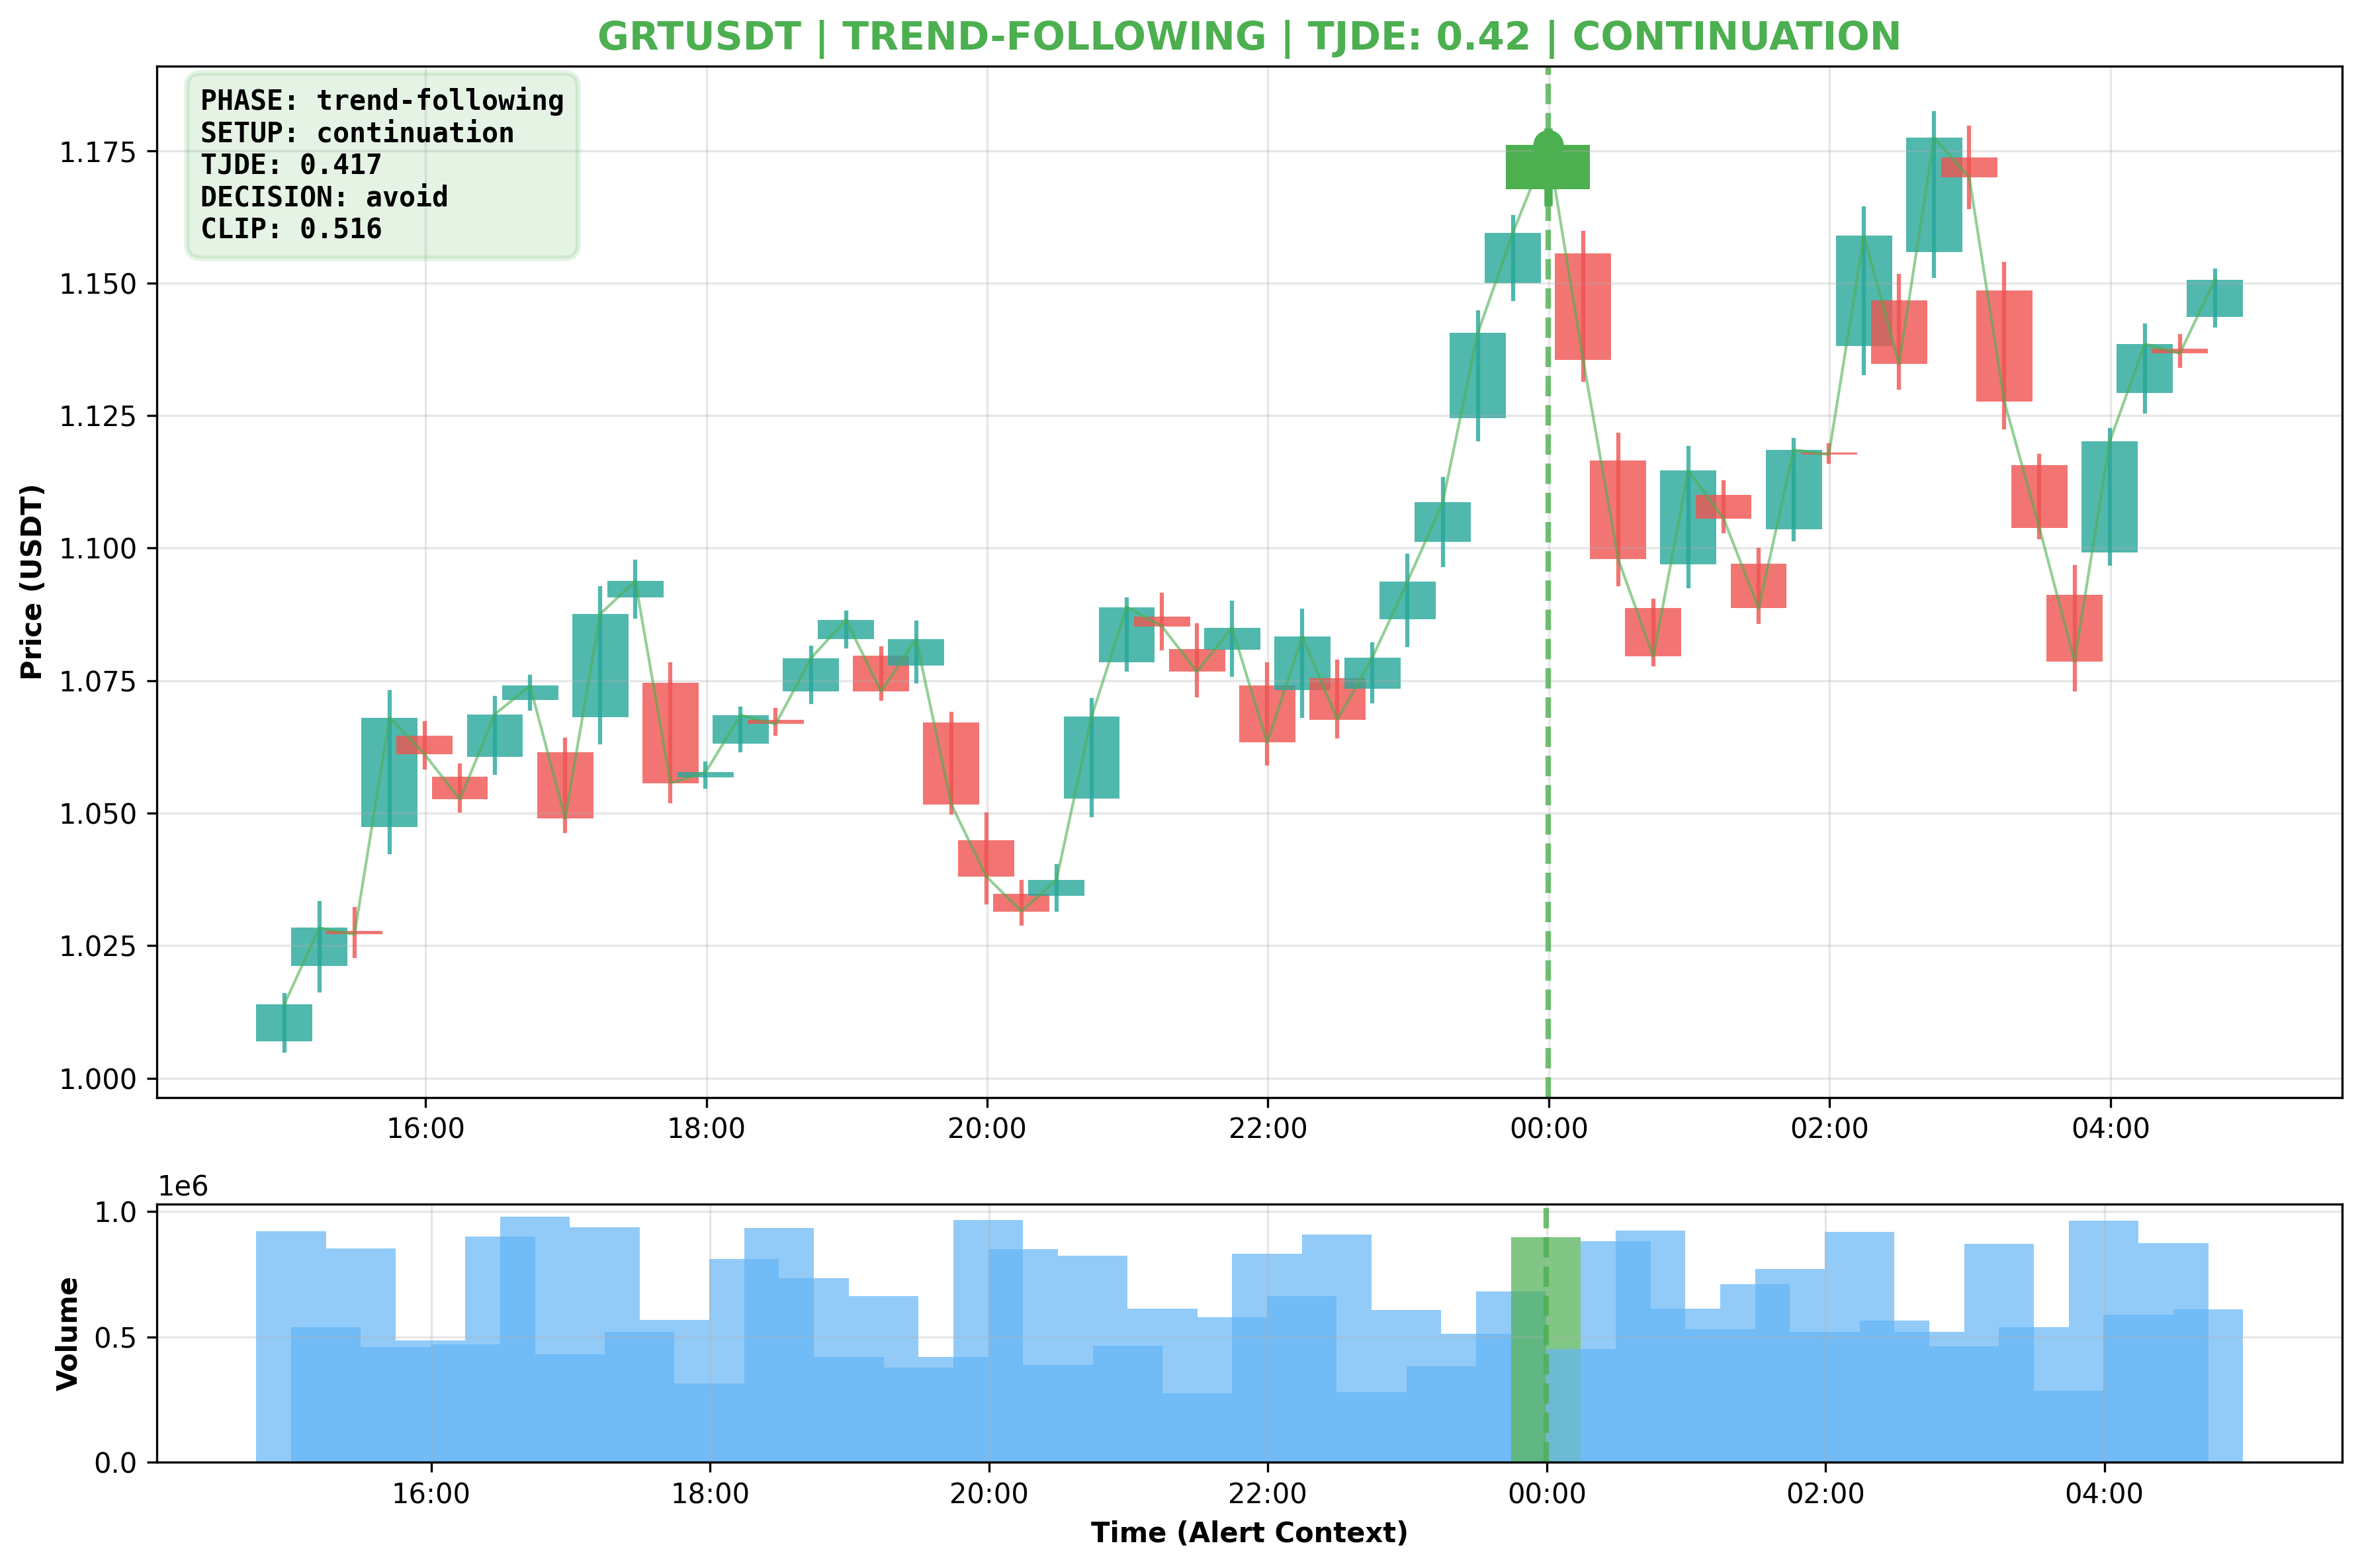 GRTUSDT | TREND-FOLLOWING | TJDE: 0.42 | CONTINUATION
PHASE: trend-following
SETUP: continuation
TJDE: 0.417
DECISION: avoid
CLIP: 0.516
Price (USDT)
1.175
1.150
1.125
1.100
1.075
1.050
1.025
1.000
16:00 18:00 20:00 22:00 00:00 02:00 04:00
1e6
Volume
1.0
0.5
0.0
16:00 18:00 20:00 22:00 00:00 02:00 04:00
Time (Alert Context)